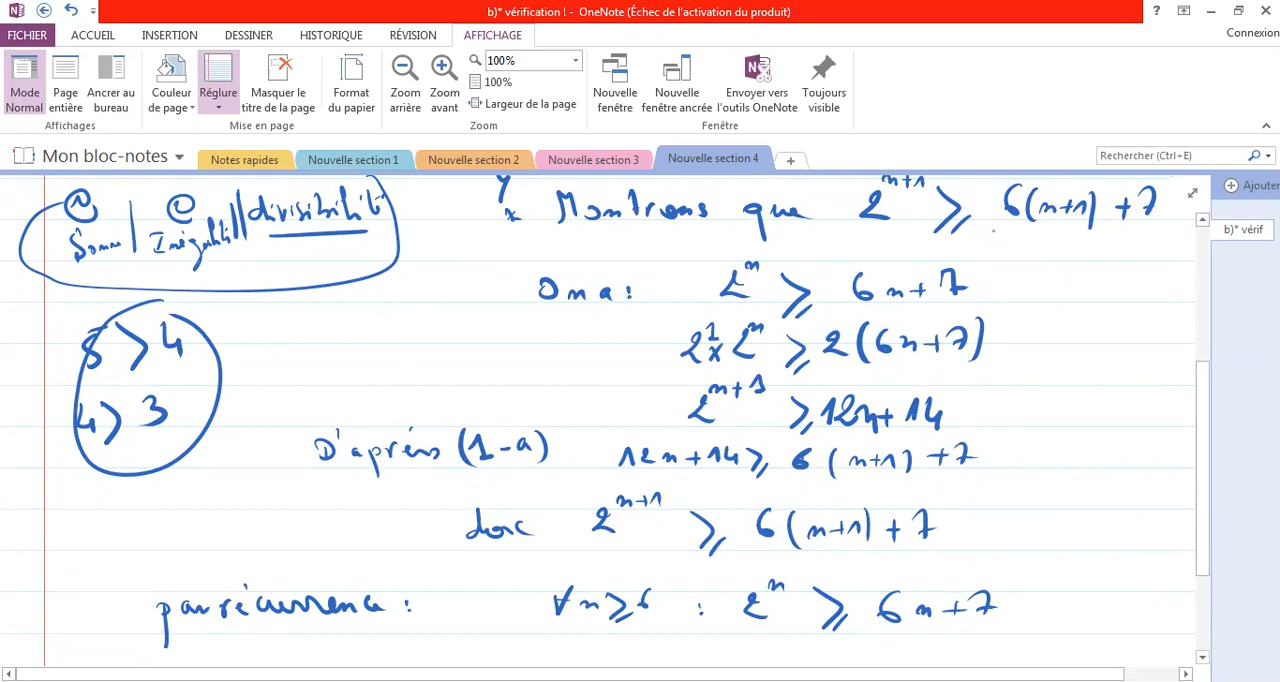 b)* vérification ! - OneNote (Échec de l'activation du produit)
?
FICHIER ACCUEIL INSERTION DESSINER HISTORIQUE RÉVISION AFFICHAGE
Connexion
Mode Normal
Page entière
Ancrer au bureau
Affichages
Couleur de page
Réglure
Masquer le titre de la page
Format du papier
Mise en page
Zoom arrière
Zoom avant
100%
100%
Largeur de la page
Zoom
Nouvelle fenêtre
Nouvelle fenêtre ancrée
Envoyer vers l'outils OneNote
Toujours visible
Fenêtre
Mon bloc-notes
Notes rapides Nouvelle section 1 Nouvelle section 2 Nouvelle section 3 Nouvelle section 4 +
Rechercher (Ctrl+E)
Ajouter
b)* vérif
divisibilit
Montrons que 2^{n+1} ⩾ 6(n+1) + 7
On a : 2^n ⩾ 6n+7
2^1 × 2^n ⩾ 2(6n+7)
2^{n+1} ⩾ 12n+14
8 > 4
4 > 3
D'après (1-a) 12n+14 ⩾ 6(n+1)+7
donc 2^{n+1} ⩾ 6(n+1)+7
par récurrence : ∀n⩾6 : 2^n ⩾ 6n+7